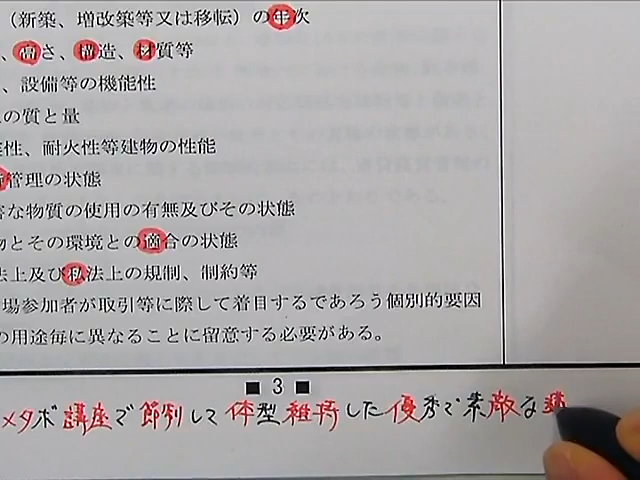 （新築、増改築等又は移転）の年次
、高さ、構造、材質等
、設備等の機能性
の質と量
性、耐火性等建物の性能
管理の状態
な物質の使用の有無及びその状態
物とその環境との適合の状態
法上及び私法上の規制、制約等
場参加者が取引等に際して着目するであろう個別的要因
の用途毎に異なることに留意する必要がある。
■ 3 ■
メタボ講座で節制して体型維持した優秀で素敵な